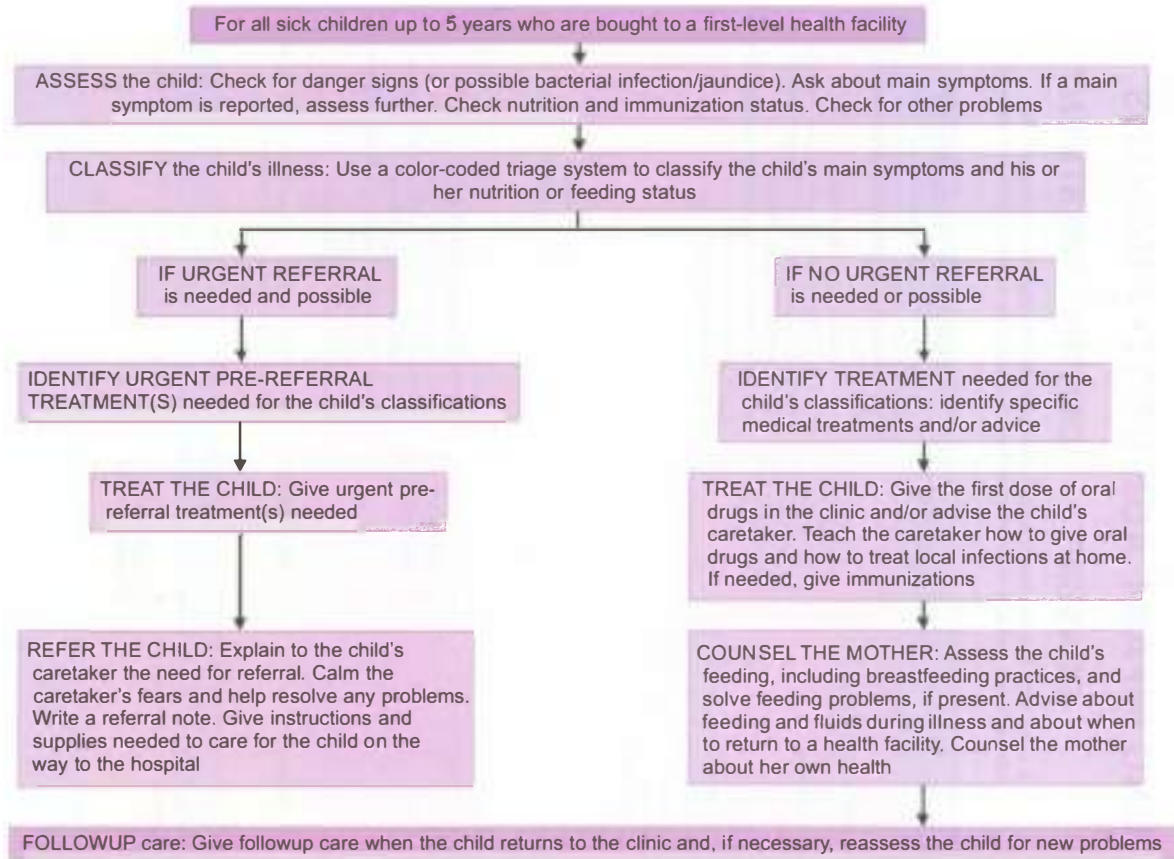 For all sick children up to 5 years who are bought to a first-level health facility
ASSESS the child: Check for danger signs (or possible bacterial infection/jaundice). Ask about main symptoms. If a main
symptom is reported, assess further. Check nutrition and immunization status. Check for other problems
CLASSIFY the child's illness: Use a color-coded triage system to classify the child's main symptoms and his or
her nutrition or feeding status
IF URGENT REFERRAL
is needed and possible
IDENTIFY URGENT PRE-REFERRAL
TREATMENT(S) needed for the child's classifications
TREAT THE CHILD: Give urgent pre-
referral treatment(s) needed
REFER THE CHILD: Explain to the child's
caretaker the need for referral. Calm the
caretaker's fears and help resolve any problems.
Write a referral note. Give instructions and
supplies needed to care for the child on the
way to the hospital
IF NO URGENT REFERRAL
is needed or possible
IDENTIFY TREATMENT needed for the
child's classifications: identify specific
medical treatments and/or advice
TREAT THE CHILD: Give the first dose of oral
drugs in the clinic and/or advise the child's
caretaker. Teach the caretaker how to give oral
drugs and how to treat local infections at home.
If needed, give immunizations
COUNSEL THE MOTHER: Assess the child's
feeding, including breastfeeding practices, and
solve feeding problems, if present. Advise about
feeding and fluids during illness and about when
to return to a health facility. Counsel the mother
about her own health
FOLLOWUP care: Give followup care when the child returns to the clinic and, if necessary, reassess the child for new problems